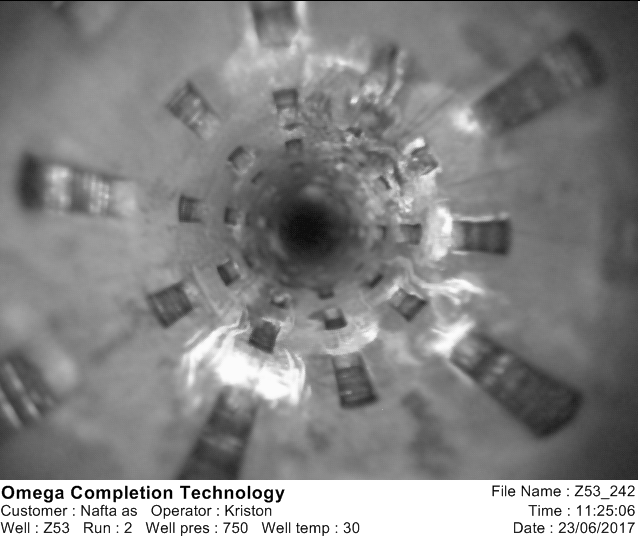 Omega Completion Technology
Customer : Nafta as Operator : Kriston
Well : Z53 Run : 2 Well pres : 750 Well temp : 30
File Name : Z53_242
Time : 11:25:06
Date : 23/06/2017